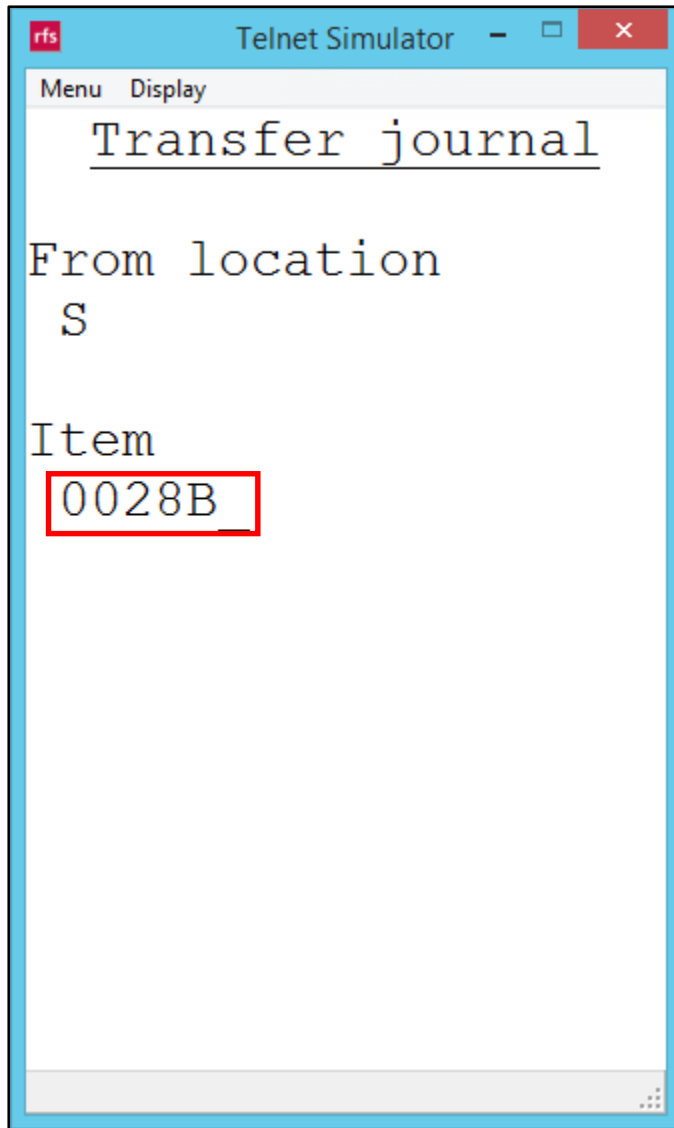 rfs Telnet Simulator
Menu Display
Transfer journal
From location
S
Item
0028B_